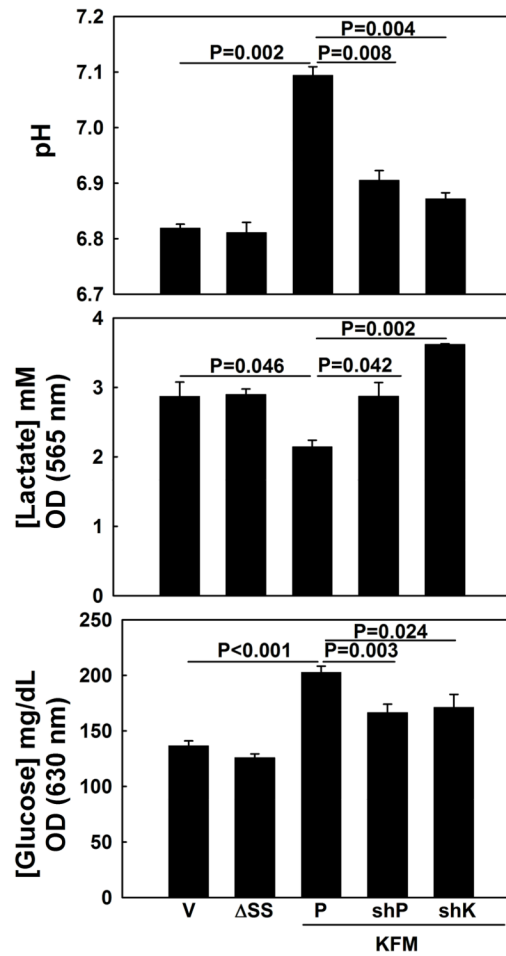 7.2
P=0.004
P=0.002
P=0.008
7.1
pH
7.0
6.9
6.8
6.7
4
P=0.002
P=0.046
P=0.042
3
[Lactate] mM
OD (565 nm)
2
1
0
250
P=0.024
P<0.001
P=0.003
200
[Glucose] mg/dL
OD (630 nm)
150
100
50
0
V ΔSS P shP shK
KFM